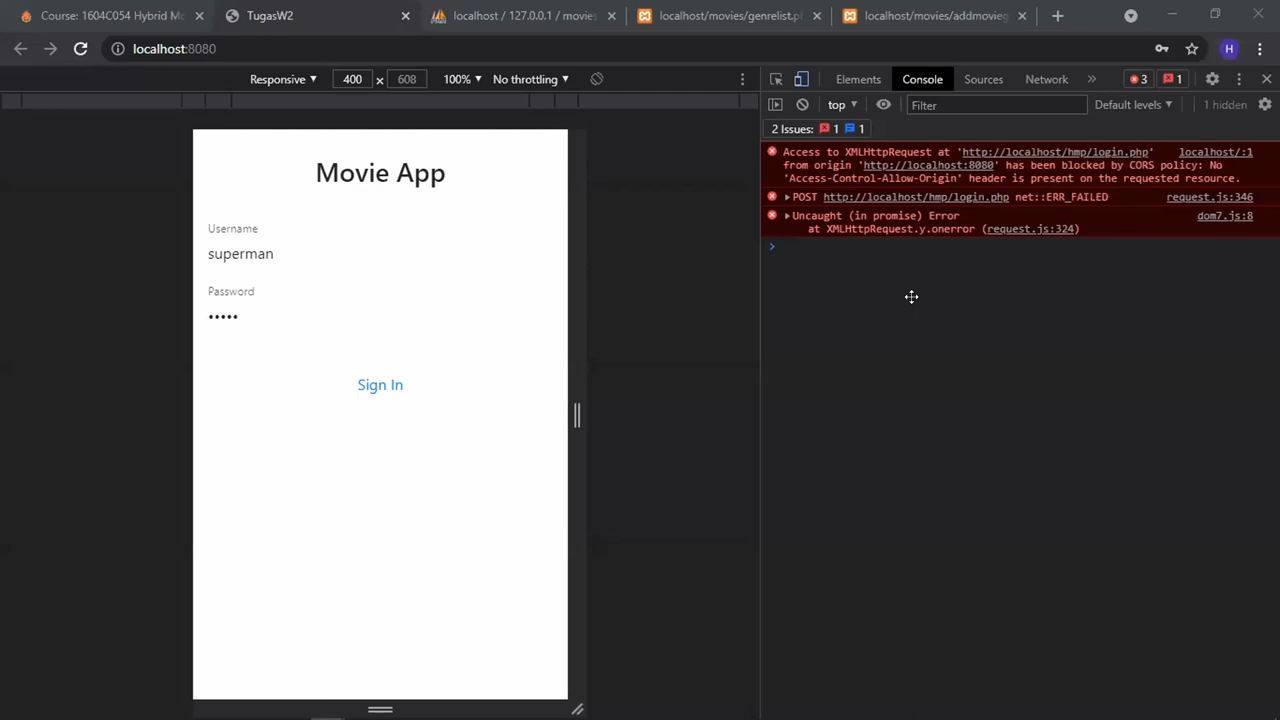 Course: 1604C054 Hybrid Mo
TugasW2
localhost / 127.0.0.1 / movies
localhost/movies/genrelist.p
localhost/movies/addmovieg
H
localhost:8080
H
Responsive 400 × 608 100% No throttling
Elements Console Sources Network » 3 1
top Filter Default levels 1 hidden
2 Issues: 1 1
Access to XMLHttpRequest at 'http://localhost/hmp/login.php' localhost/:1
from origin 'http://localhost:8080' has been blocked by CORS policy: No
'Access-Control-Allow-Origin' header is present on the requested resource.
POST http://localhost/hmp/login.php net::ERR_FAILED request.js:346
Uncaught (in promise) Error dom7.js:8
at XMLHttpRequest.y.onerror (request.js:324)
Movie App
Username
superman
Password
•••••
Sign In